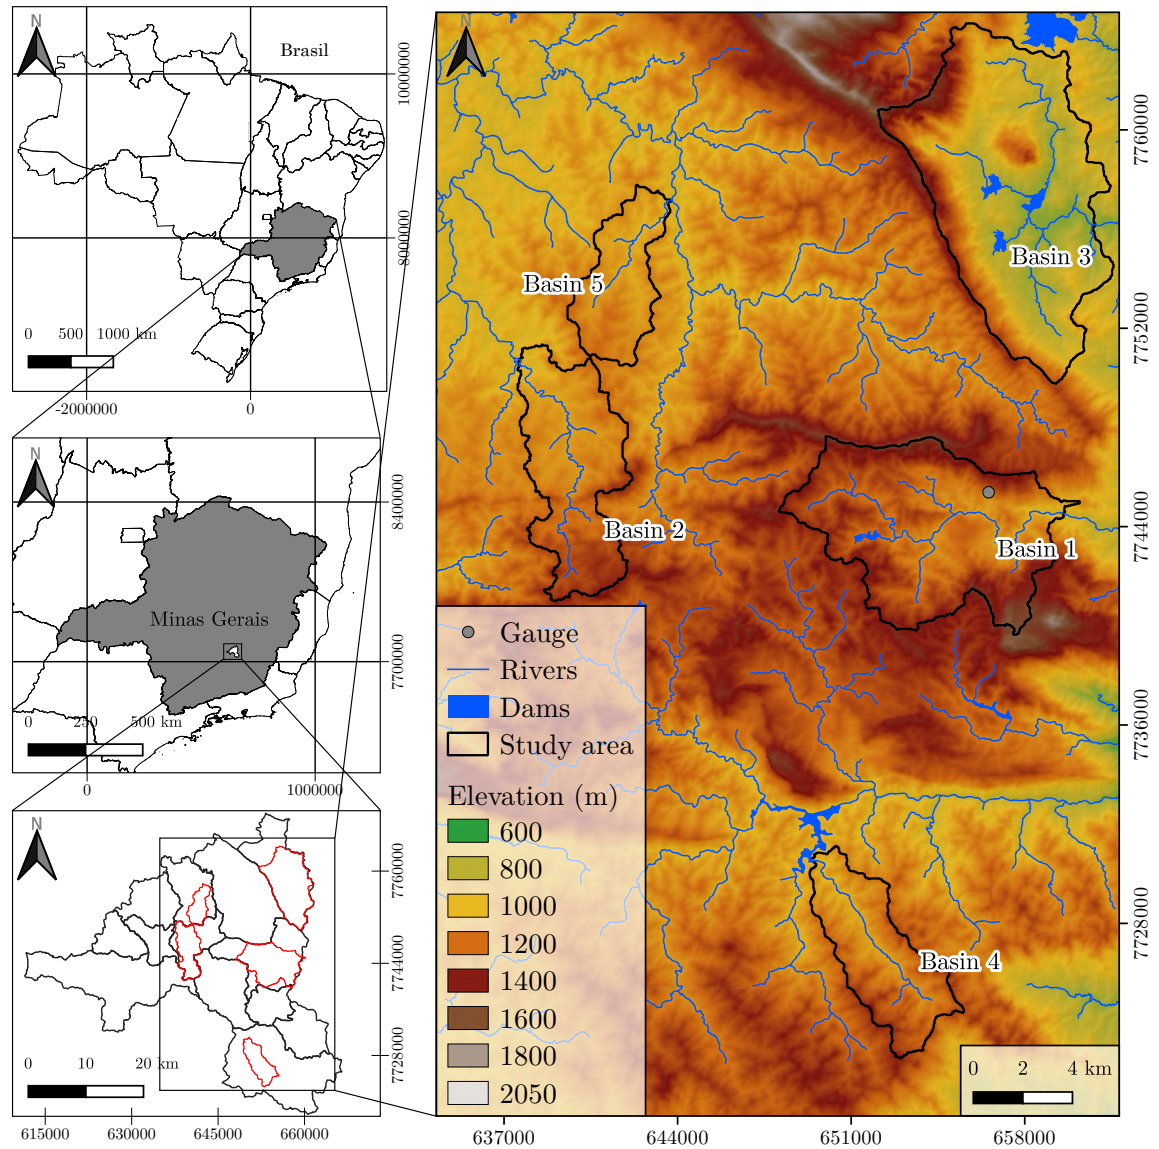 N
Brasil
10000000
8000000
0 500 1000 km
-2000000 0
N
8400000
Minas Gerais
7700000
0 250 500 km
0 1000000
N
7760000
7744000
7728000
0 10 20 km
615000 630000 645000 660000
N
7760000
Basin 3
Basin 5
7752000
Basin 2
7744000
Basin 1
Gauge
Rivers
Dams
Study area
7736000
Elevation (m)
600
800
1000
1200
1400
1600
1800
2050
7728000
Basin 4
0 2 4 km
637000 644000 651000 658000